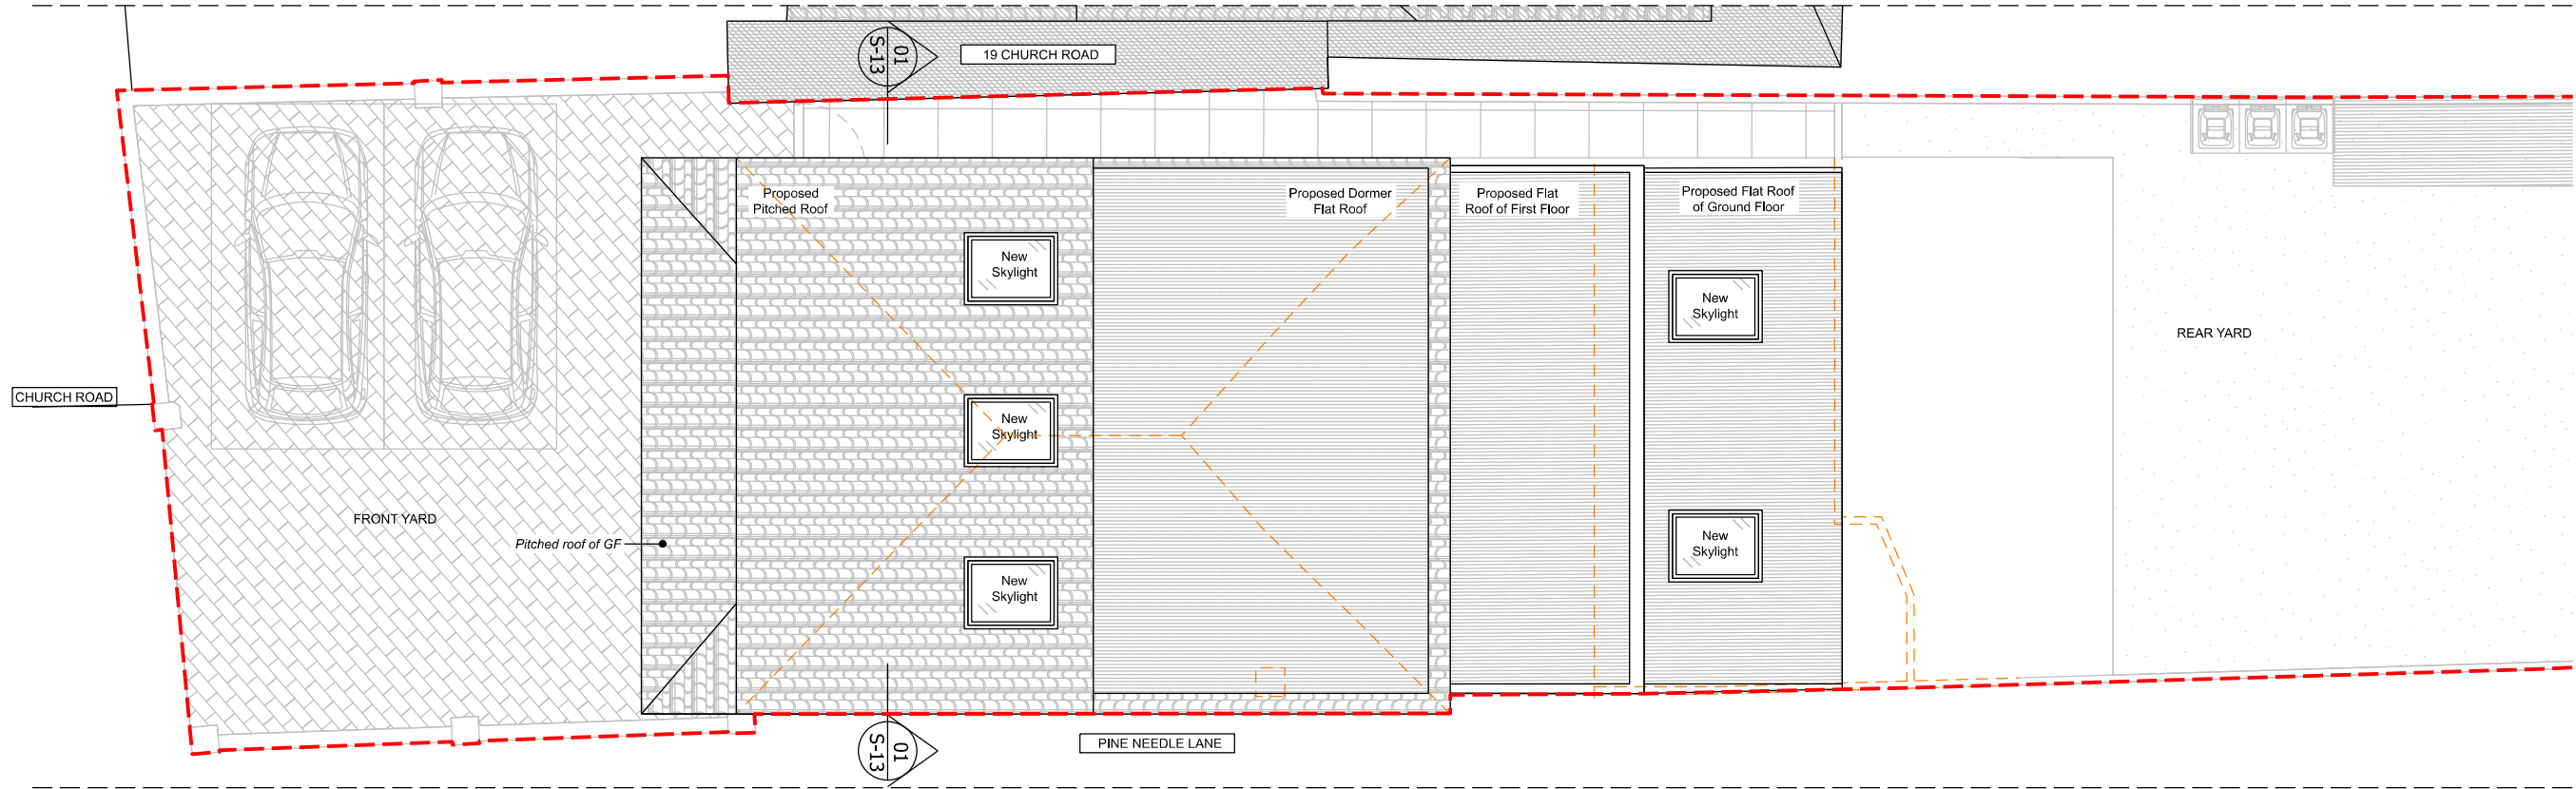 01
S-13
19 CHURCH ROAD
Proposed
Pitched Roof
Proposed Dormer
Flat Roof
Proposed Flat
Roof of First Floor
Proposed Flat Roof
of Ground Floor
New
Skylight
New
Skylight
New
Skylight
New
Skylight
New
Skylight
REAR YARD
CHURCH ROAD
FRONT YARD
Pitched roof of GF
01
S-13
PINE NEEDLE LANE